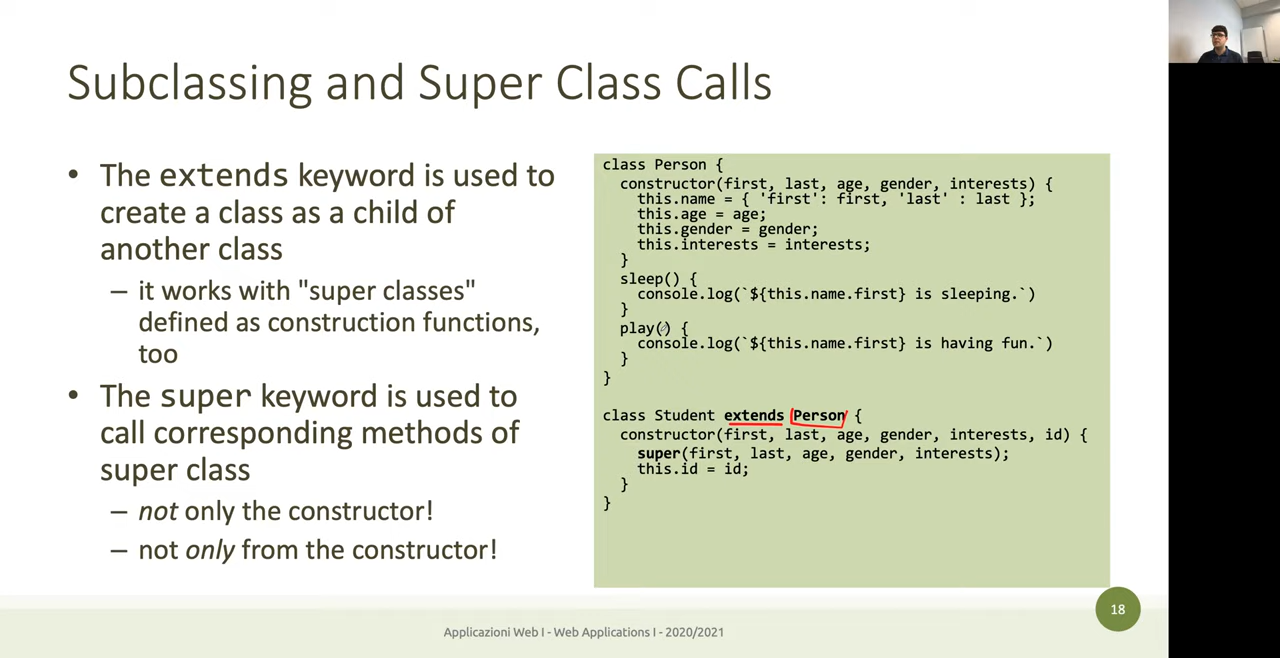 Subclassing and Super Class Calls
• The extends keyword is used to
create a class as a child of
another class
– it works with "super classes"
defined as construction functions,
too
• The super keyword is used to
call corresponding methods of
super class
– not only the constructor!
– not only from the constructor!
class Person {
constructor(first, last, age, gender, interests) {
this.name = { 'first': first, 'last' : last };
this.age = age;
this.gender = gender;
this.interests = interests;
}
sleep() {
console.log(`${this.name.first} is sleeping.`)
}
play() {
console.log(`${this.name.first} is having fun.`)
}
}
class Student extends Person {
constructor(first, last, age, gender, interests, id) {
super(first, last, age, gender, interests);
this.id = id;
}
}
18
Applicazioni Web I - Web Applications I - 2020/2021